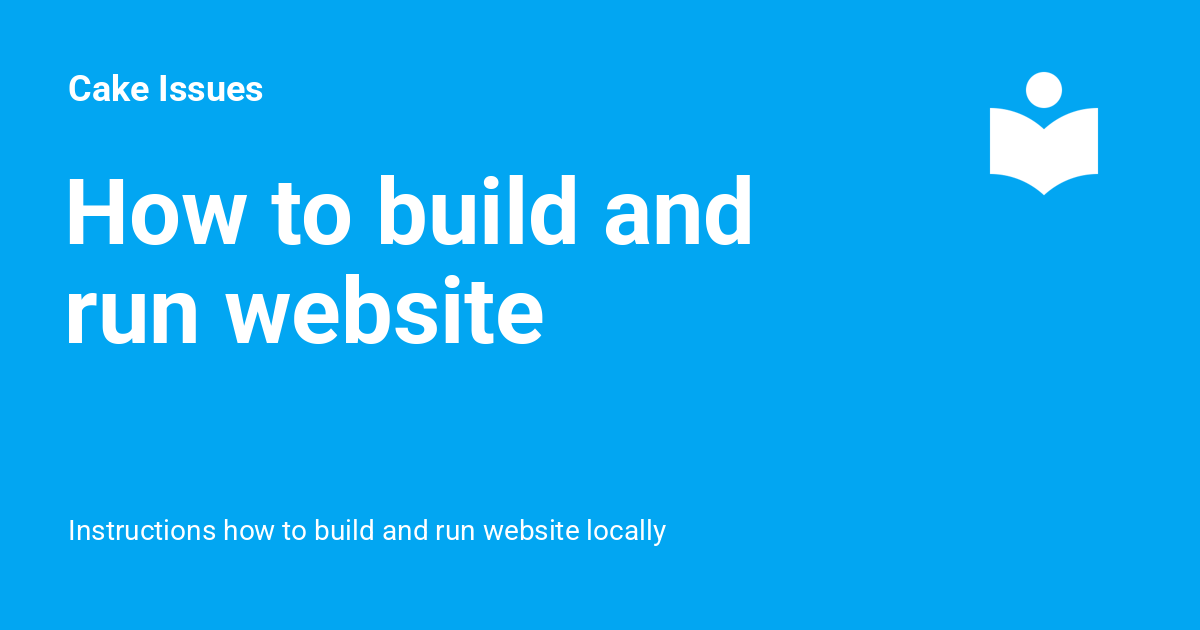 Cake Issues
How to build and
run website
Instructions how to build and run website locally